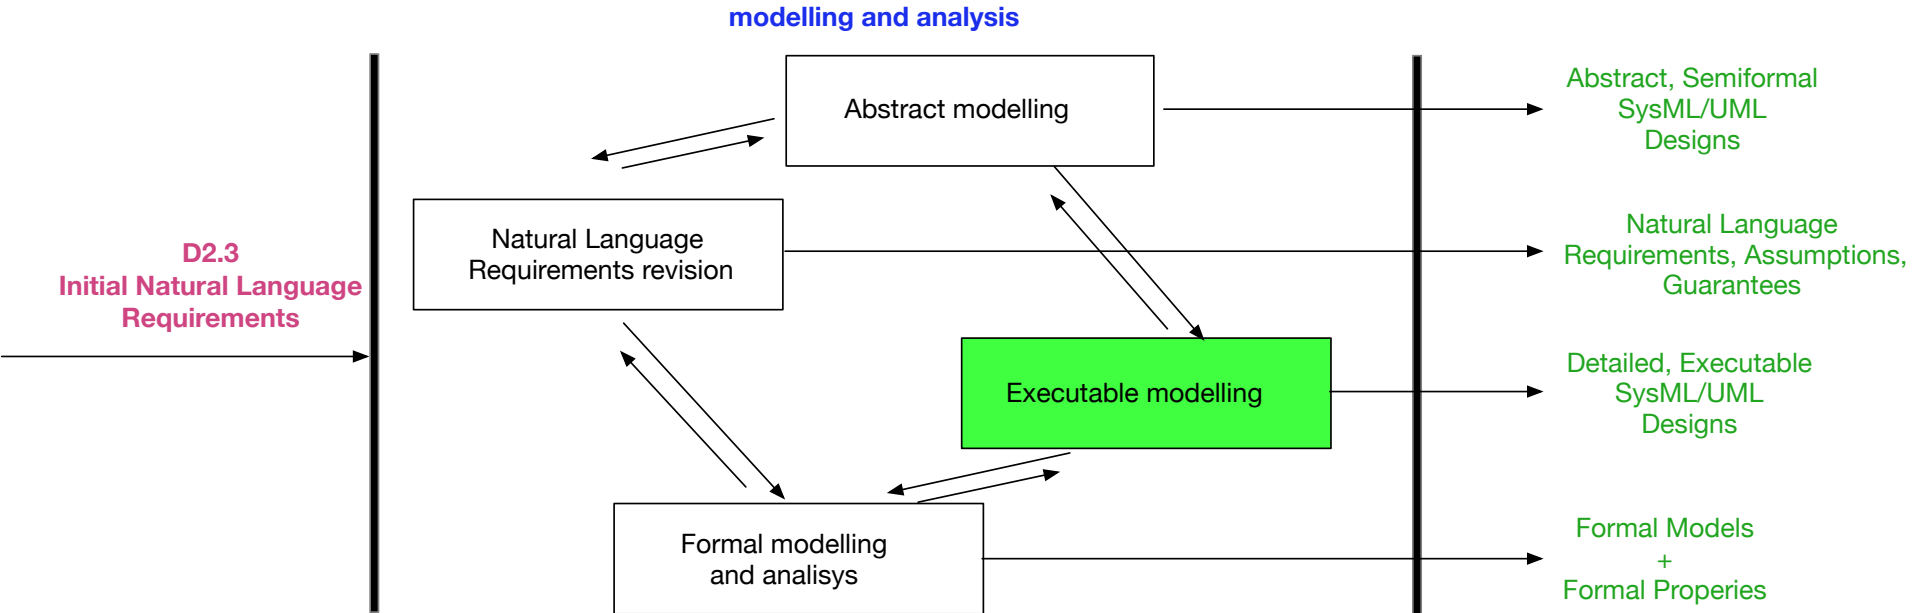 modelling and analysis
Abstract modelling
Abstract, Semiformal
SysML/UML
Designs
Natural Language
Requirements revision
Natural Language
Requirements, Assumptions,
Guarantees
D2.3
Initial Natural Language
Requirements
Executable modelling
Detailed, Executable
SysML/UML
Designs
Formal modelling
and analisys
Formal Models
+
Formal Properies